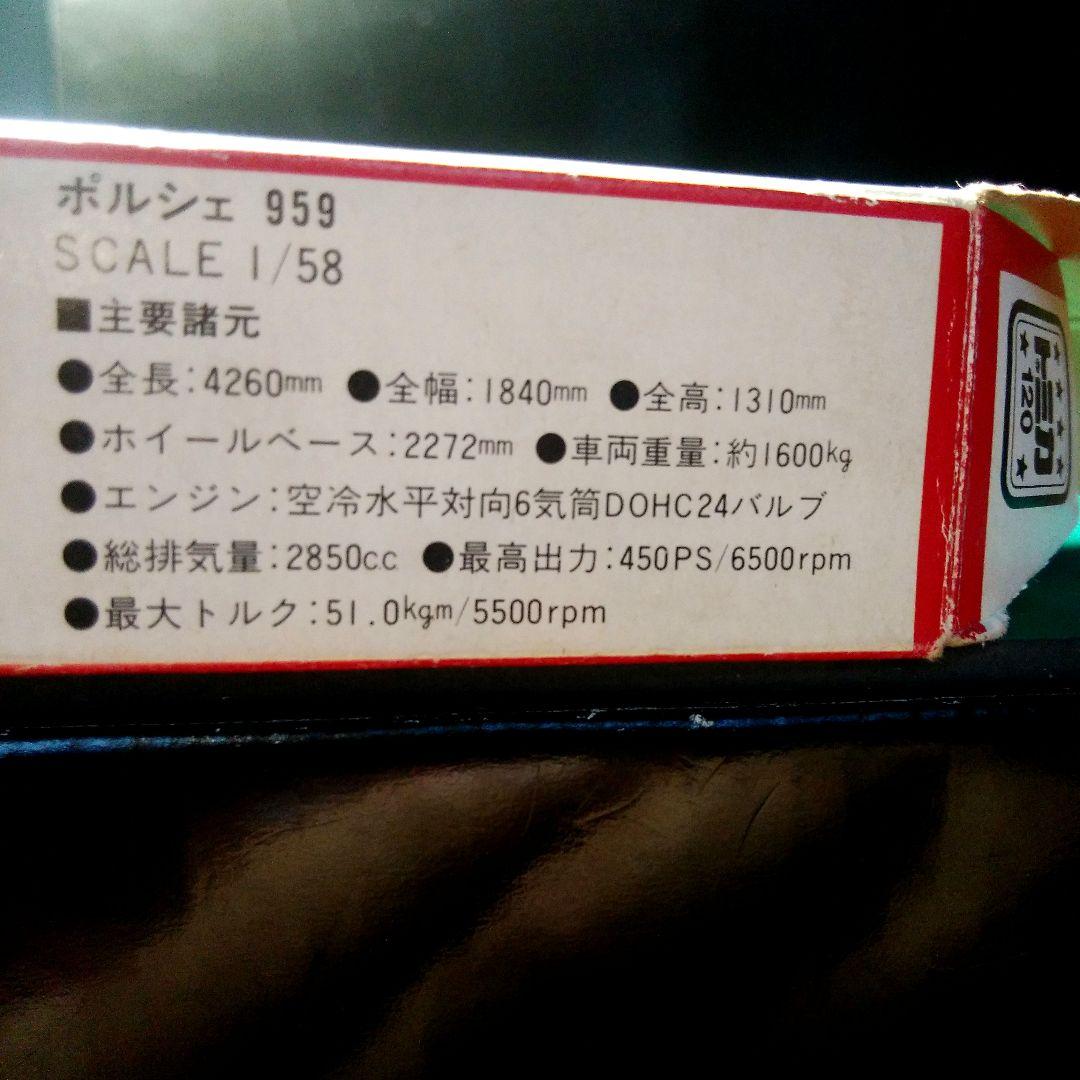 ポルシェ 959
SCALE 1/58
■主要諸元
●全長:4260mm ●全幅:1840mm ●全高:1310mm
●ホイールベース:2272mm ●車両重量:約1600kg
●エンジン:空冷水平対向6気筒DOHC24バルブ
●総排気量:2850cc ●最高出力:450PS/6500rpm
●最大トルク:51.0kgm/5500rpm
トミカ
120